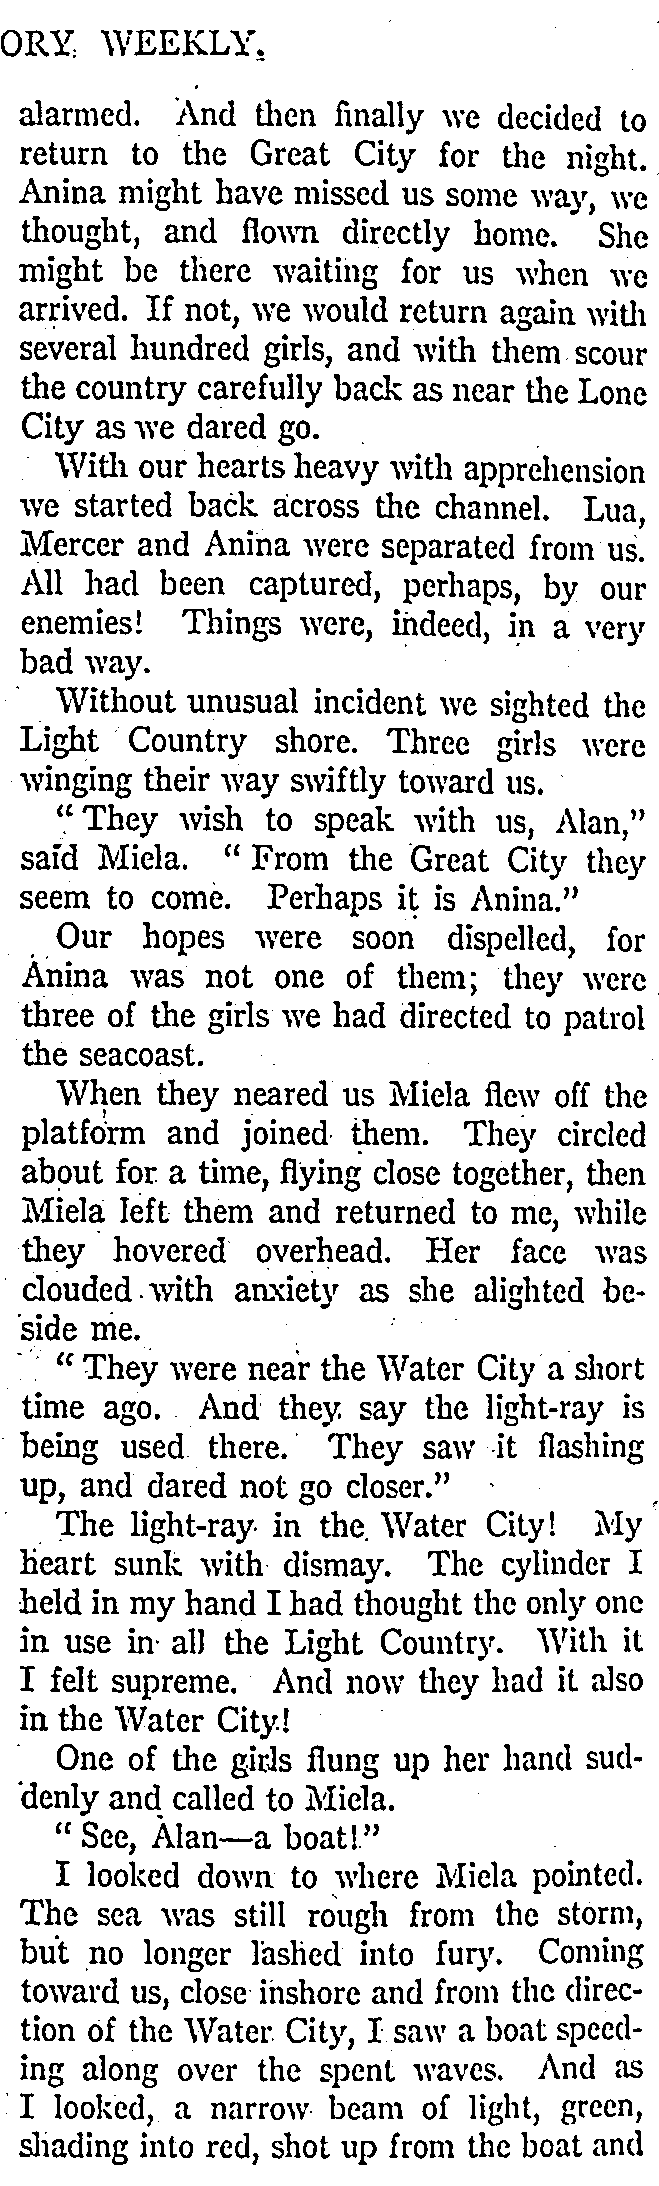 ORY WEEKLY.
alarmed. And then finally we decided to
return to the Great City for the night.
Anina might have missed us some way, we
thought, and flown directly home. She
might be there waiting for us when we
arrived. If not, we would return again with
several hundred girls, and with them scour
the country carefully back as near the Lone
City as we dared go.
With our hearts heavy with apprehension
we started back across the channel. Lua,
Mercer and Anina were separated from us.
All had been captured, perhaps, by our
enemies! Things were, indeed, in a very
bad way.
Without unusual incident we sighted the
Light Country shore. Three girls were
winging their way swiftly toward us.
"They wish to speak with us, Alan,"
said Miela. "From the Great City they
seem to come. Perhaps it is Anina."
Our hopes were soon dispelled, for
Anina was not one of them; they were
three of the girls we had directed to patrol
the seacoast.
When they neared us Miela flew off the
platform and joined them. They circled
about for a time, flying close together, then
Miela left them and returned to me, while
they hovered overhead. Her face was
clouded with anxiety as she alighted be-
side me.
"They were near the Water City a short
time ago. And they say the light-ray is
being used there. They saw it flashing
up, and dared not go closer."
The light-ray in the Water City! My
heart sunk with dismay. The cylinder I
held in my hand I had thought the only one
in use in all the Light Country. With it
I felt supreme. And now they had it also
in the Water City!
One of the girls flung up her hand sud-
denly and called to Miela.
"See, Alan—a boat!"
I looked down to where Miela pointed.
The sea was still rough from the storm,
but no longer lashed into fury. Coming
toward us, close inshore and from the direc-
tion of the Water City, I saw a boat speed-
ing along over the spent waves. And as
I looked, a narrow beam of light, green,
shading into red, shot up from the boat and